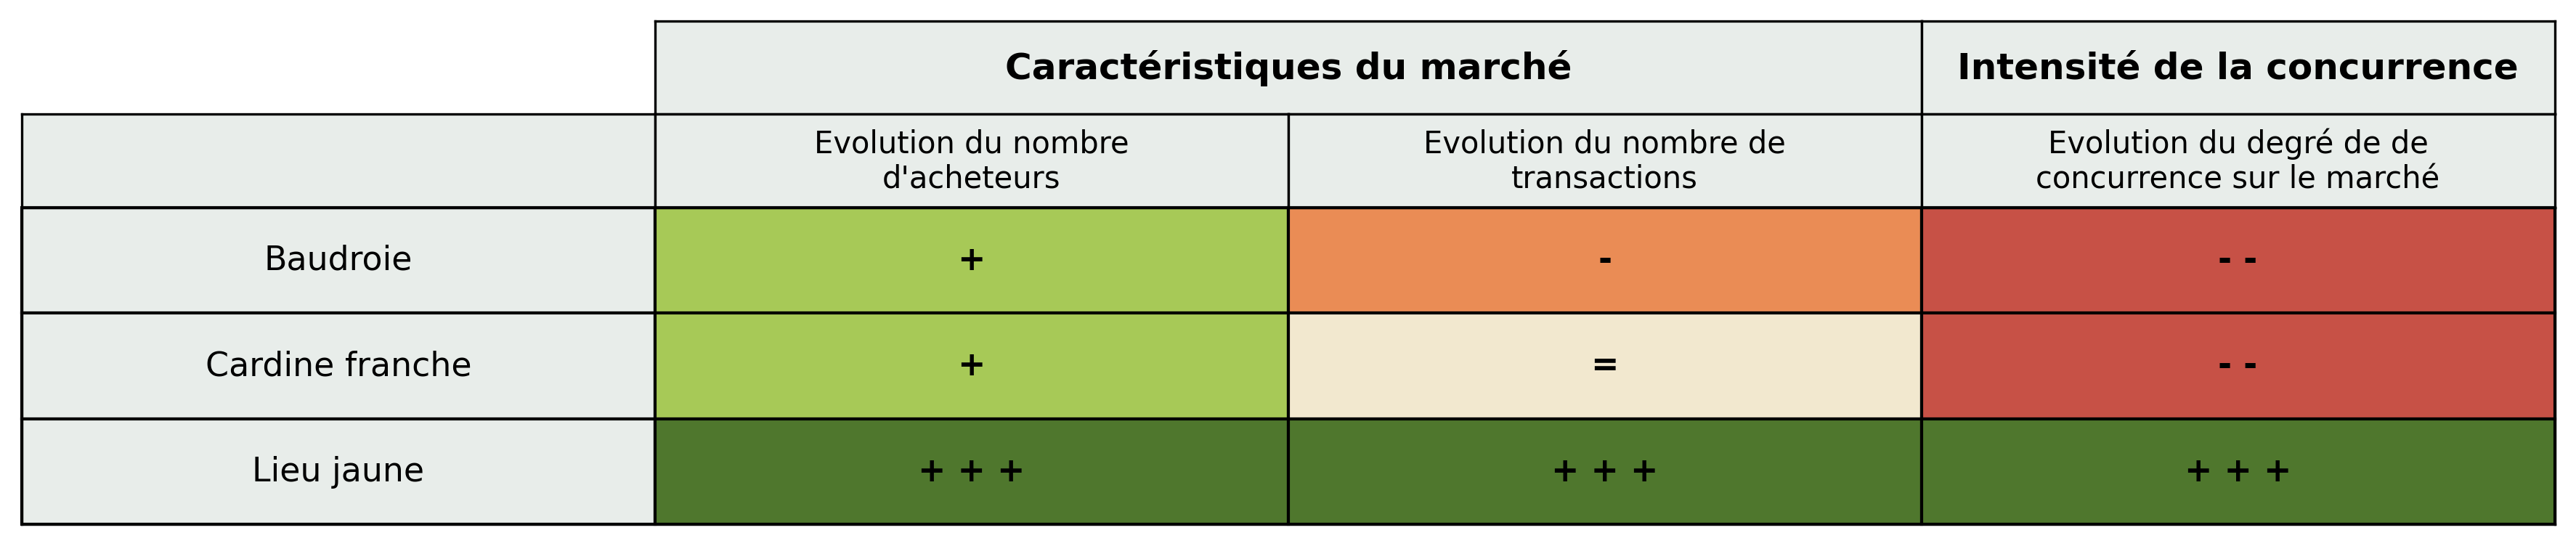 Caractéristiques du marché
Intensité de la concurrence
Evolution du nombre
d'acheteurs
Evolution du nombre de
transactions
Evolution du degré de de
concurrence sur le marché
Baudroie
+
-
- -
Cardine franche
+
=
- -
Lieu jaune
+ + +
+ + +
+ + +